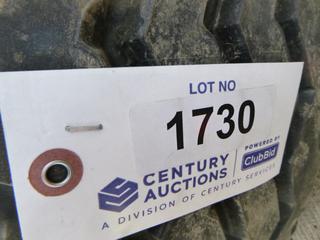 LOT NO
1730
CENTURY
AUCTIONS
POWERED BY
ClubBid
A DIVISION OF CENTURY SERVICES